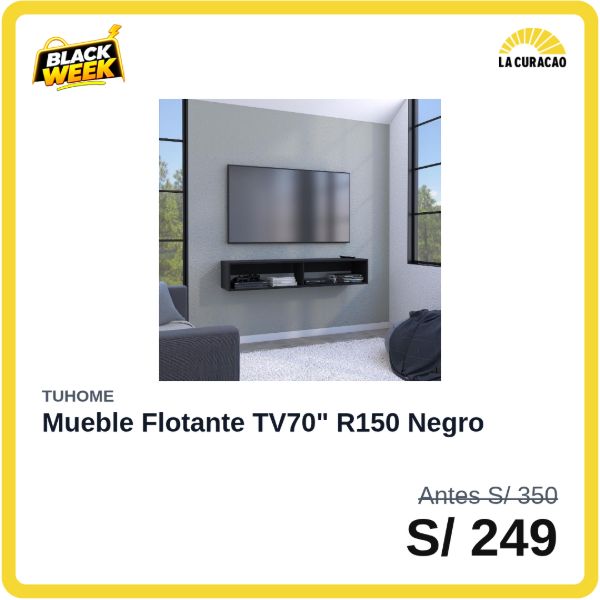 BLACK
WEEK
LA CURACAO
TUHOME
Mueble Flotante TV70" R150 Negro
Antes S/ 350
S/ 249